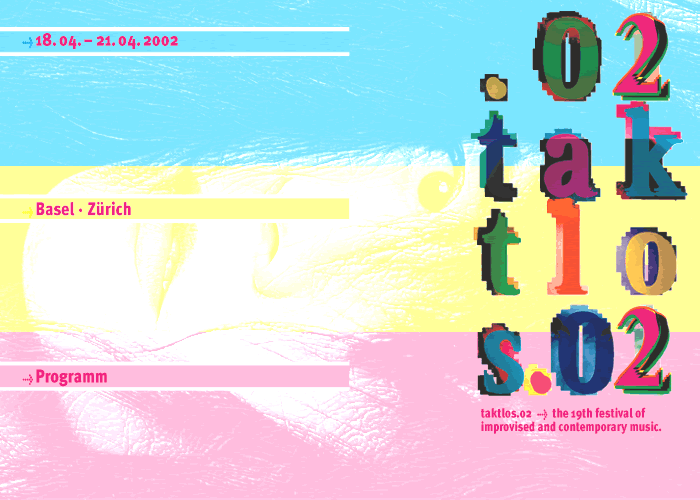 18. 04. – 21. 04. 2002
Basel · Zürich
Programm
.02
tak
tlo
s.02
taktlos.02 ···> the 19th festival of
improvised and contemporary music.